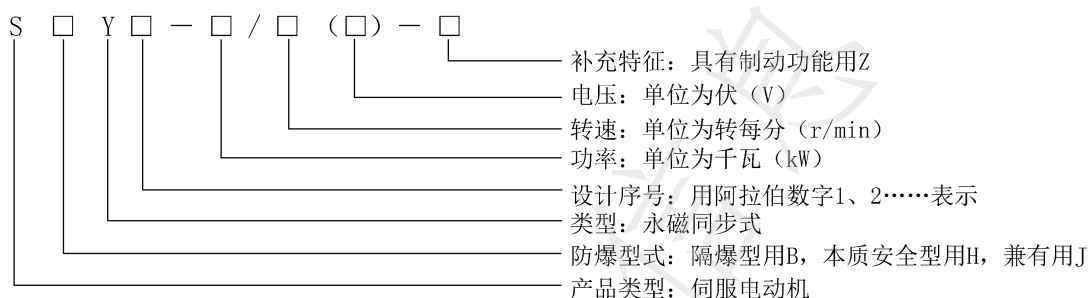 S □ Y □ － □ / □ （□）－ □
补充特征：具有制动功能用Z
电压：单位为伏（V）
转速：单位为转每分（r/min）
功率：单位为千瓦（kW）
设计序号：用阿拉伯数字1、2……表示
类型：永磁同步式
防爆型式：隔爆型用B，本质安全型用H，兼有用J
产品类型：伺服电动机